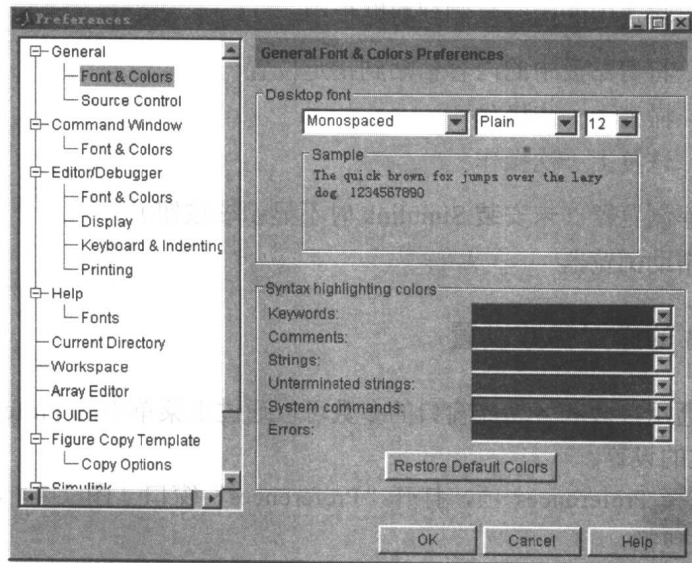 Preferences
General
Font & Colors
Source Control
Command Window
Font & Colors
Editor/Debugger
Font & Colors
Display
Keyboard & Indenting
Printing
Help
Fonts
Current Directory
Workspace
Array Editor
GUIDE
Figure Copy Template
Copy Options
Simulink
General Font & Colors Preferences
Desktop font
Monospaced
Plain
12
Sample
The quick brown fox jumps over the lazy
dog 1234567890
Syntax highlighting colors
Keywords:
Comments:
Strings:
Unterminated strings:
System commands:
Errors:
Restore Default Colors
OK
Cancel
Help